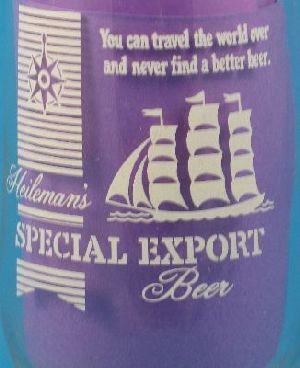 You can travel the world over
and never find a better beer.
Heileman's
SPECIAL EXPORT
Beer